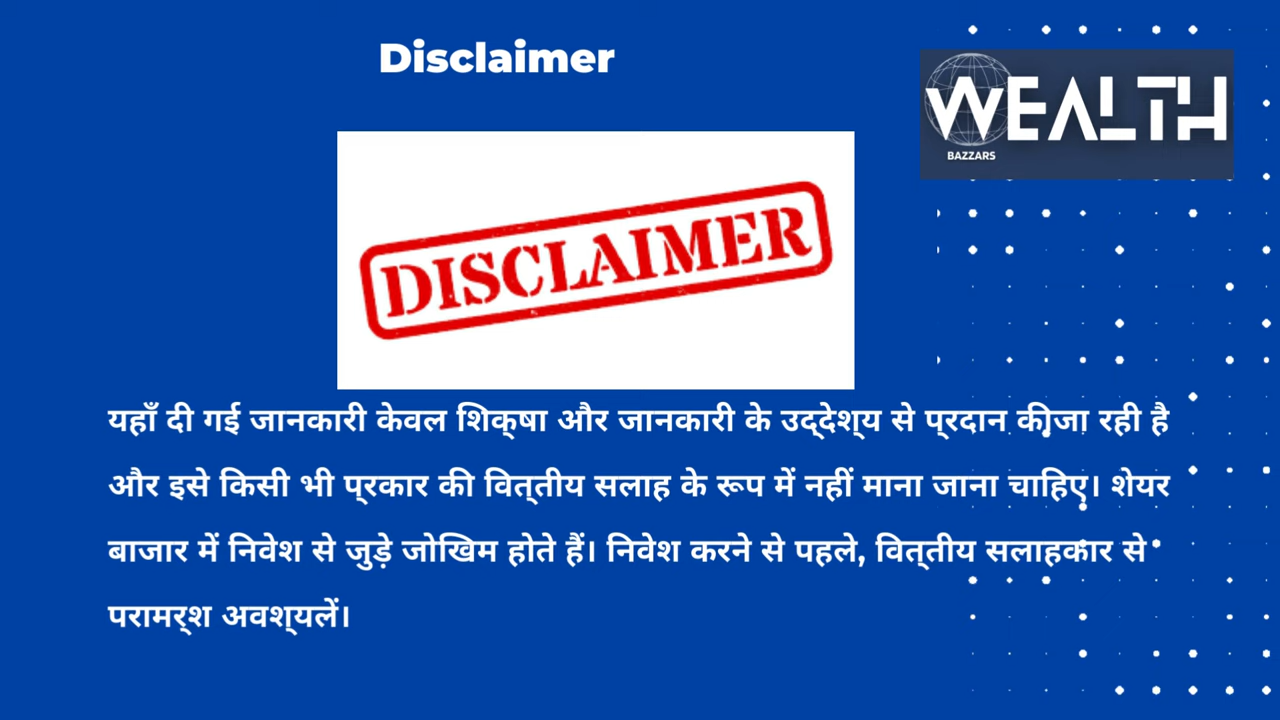 Disclaimer
WEALTH
BAZZARS
DISCLAIMER
यहाँ दी गई जानकारी केवल शिक्षा और जानकारी के उद्देश्य से प्रदान कीजा रही है
और इसे किसी भी प्रकार की वित्तीय सलाह के रूप में नहीं माना जाना चाहिए। शेयर
बाजार में निवेश से जुड़े जोखिम होते हैं। निवेश करने से पहले, वित्तीय सलाहकार से
परामर्श अवश्यलें।